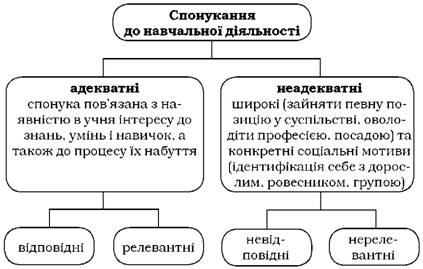 Спонукання
до навчальної діяльності
адекватні
спонука пов'язана з на-
явністю в учня інтересу до
знань, умінь і навичок, а
також до процесу їх набуття
неадекватні
широкі (зайняти певну по-
зицію у суспільстві, оволо-
діти професією, посадою) та
конкретні соціальні мотиви
(ідентифікація себе з дорос-
лим, ровесником, групою)
відповідні
релевантні
невід-
повідні
нереле-
вантні